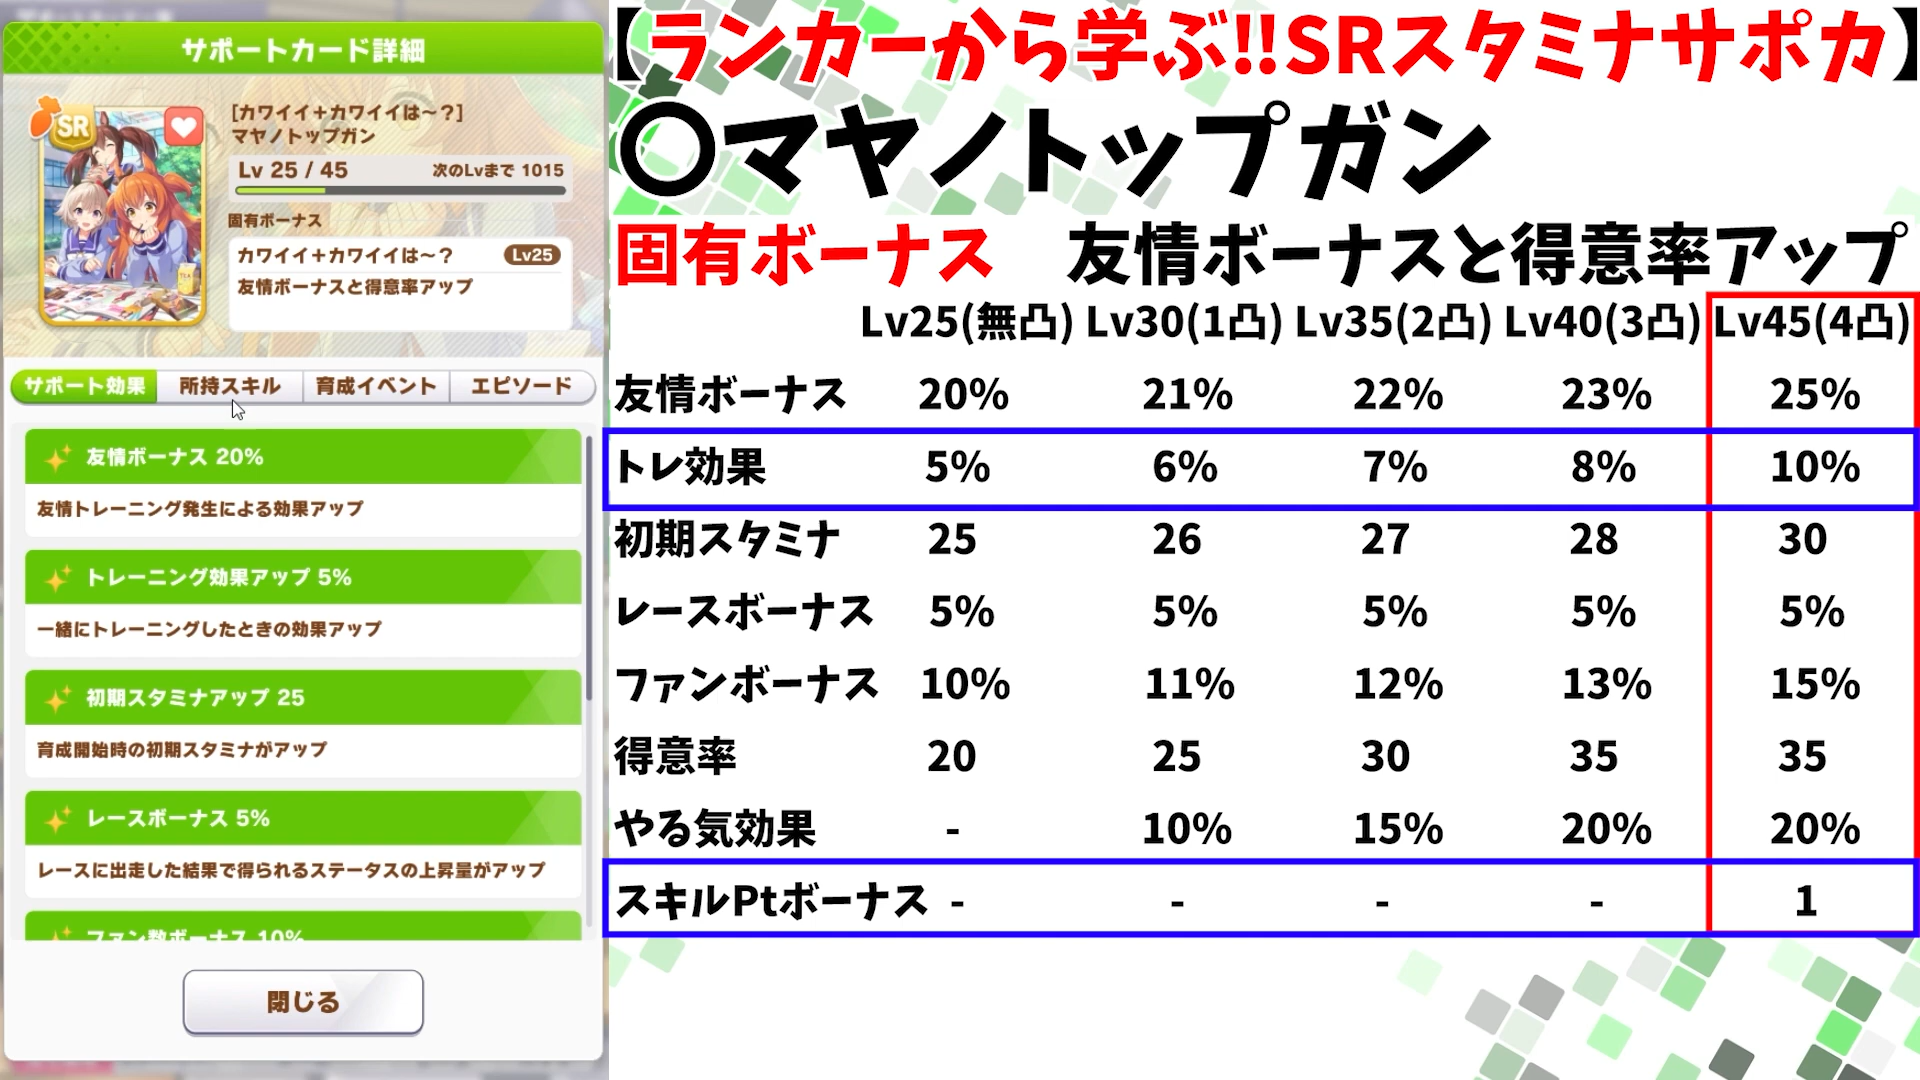 サポートカード詳細
SR
[カワイイ+カワイイは～?]
マヤノトップガン
Lv 25 / 45 次のLvまで 1015
固有ボーナス
カワイイ+カワイイは～? Lv25
友情ボーナスと得意率アップ
サポート効果 所持スキル 育成イベント エピソード
友情ボーナス 20%
友情トレーニング発生による効果アップ
トレーニング効果アップ 5%
一緒にトレーニングしたときの効果アップ
初期スタミナアップ 25
育成開始時の初期スタミナがアップ
レースボーナス 5%
レースに出走した結果で得られるステータスの上昇量がアップ
ファン数ボーナス 10%
閉じる
【ランカーから学ぶ!!SRスタミナサポカ】
〇マヤノトップガン
固有ボーナス 友情ボーナスと得意率アップ
Lv25(無凸) Lv30(1凸) Lv35(2凸) Lv40(3凸) Lv45(4凸)
友情ボーナス 20% 21% 22% 23% 25%
トレ効果 5% 6% 7% 8% 10%
初期スタミナ 25 26 27 28 30
レースボーナス 5% 5% 5% 5% 5%
ファンボーナス 10% 11% 12% 13% 15%
得意率 20 25 30 35 35
やる気効果 - 10% 15% 20% 20%
スキルPtボーナス - - - - 1